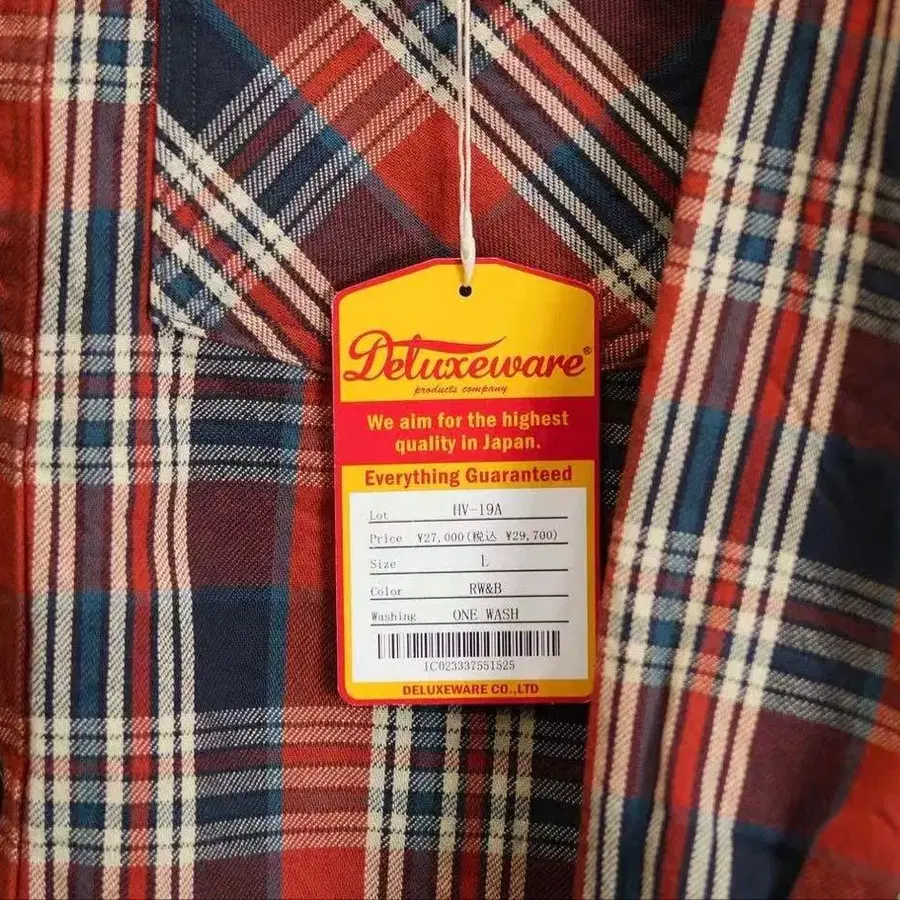 Deluxeware®
products company
We aim for the highest
quality in Japan.
Everything Guaranteed
Lot HV-19A
Price ¥27,000(税込 ¥29,700)
Size L
Color RW&B
Washing ONE WASH
1C023337551525
DELUXEWARE CO.,LTD